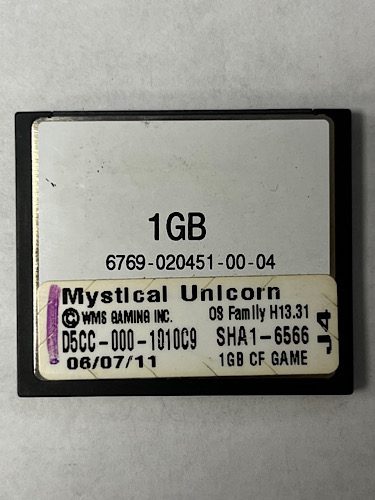 1GB
6769-020451-00-04
Mystical Unicorn
© WMS GAMING INC. OS Family H13.31
D5CC-000-1010C9 SHA1-6566
06/07/11 1GB CF GAME
J4